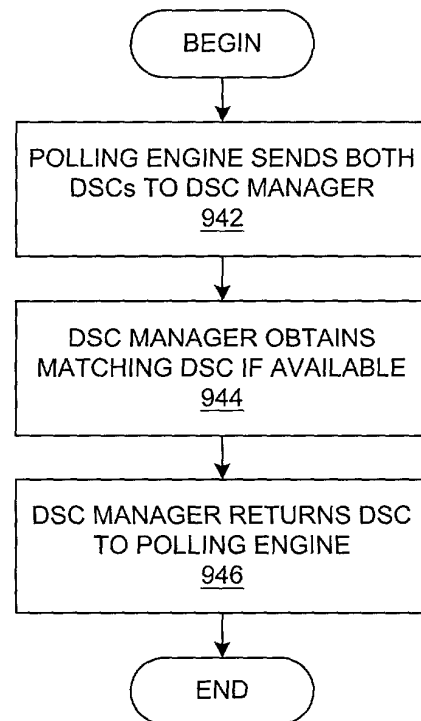 BEGIN
POLLING ENGINE SENDS BOTH
DSCs TO DSC MANAGER
942
DSC MANAGER OBTAINS
MATCHING DSC IF AVAILABLE
944
DSC MANAGER RETURNS DSC
TO POLLING ENGINE
946
END